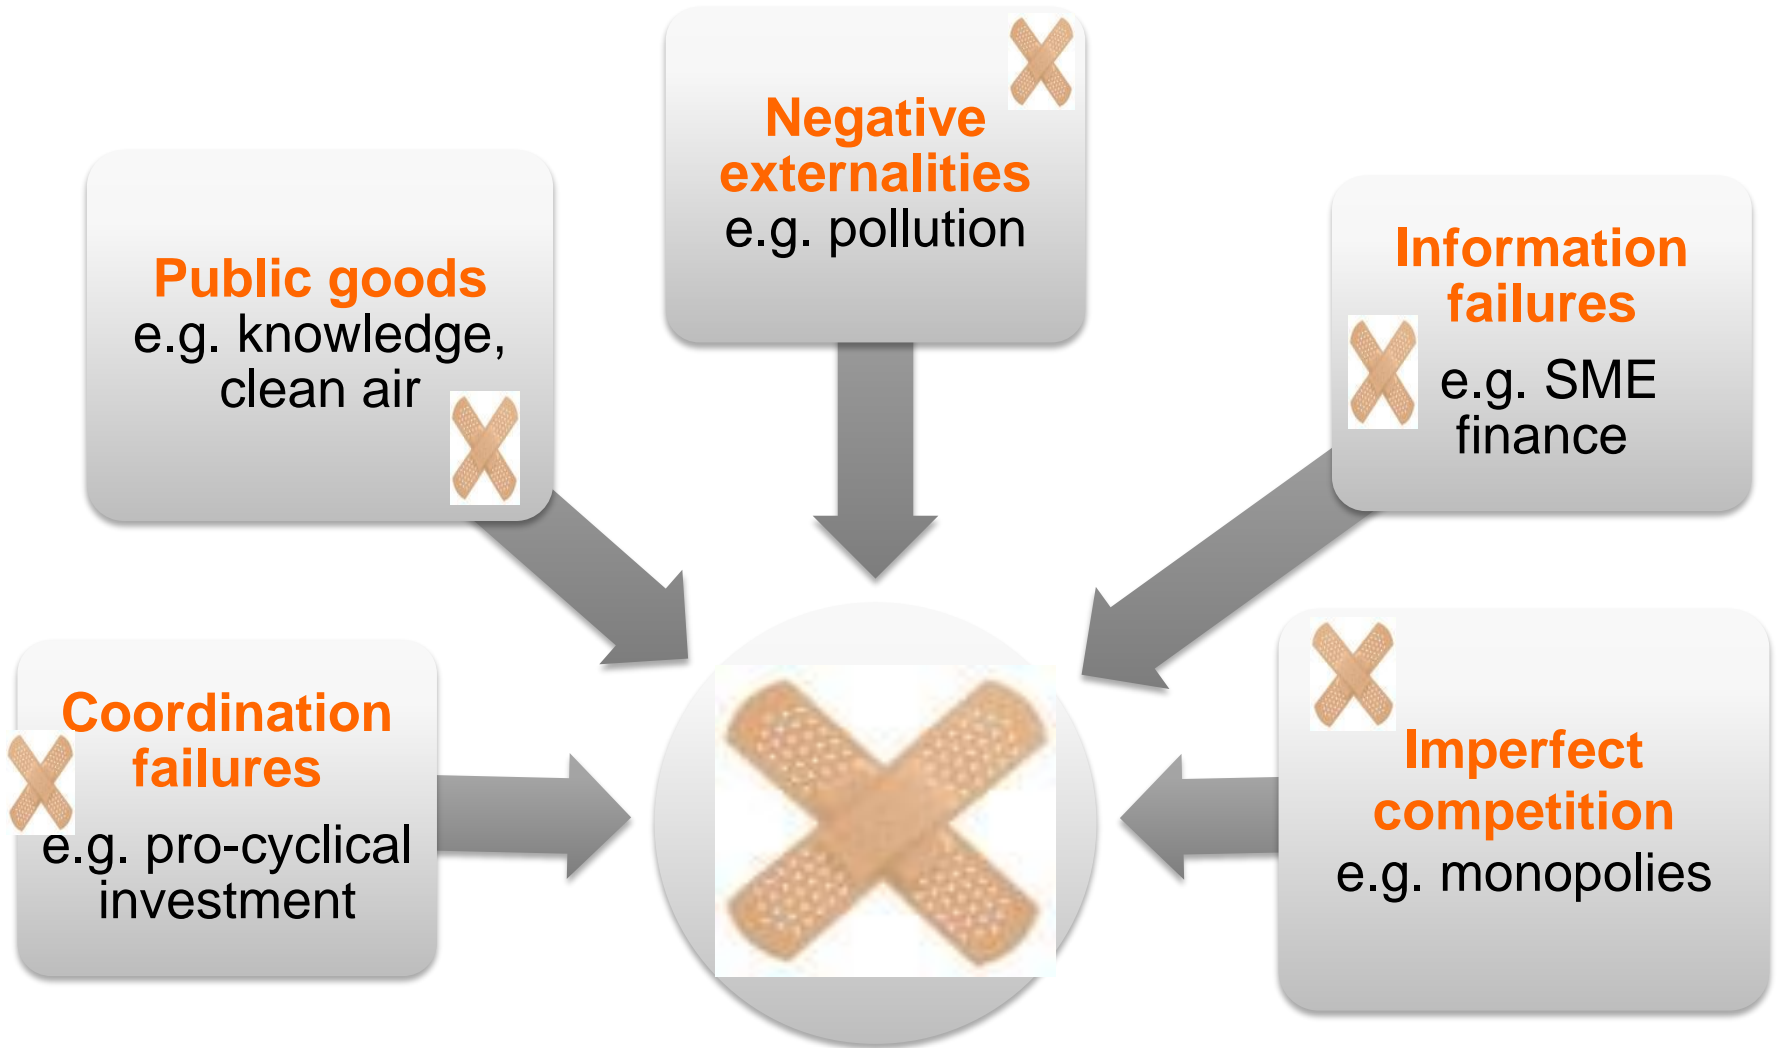 Negative
externalities
e.g. pollution
Public goods
e.g. knowledge,
clean air
Information
failures
e.g. SME
finance
Coordination
failures
e.g. pro-cyclical
investment
Imperfect
competition
e.g. monopolies